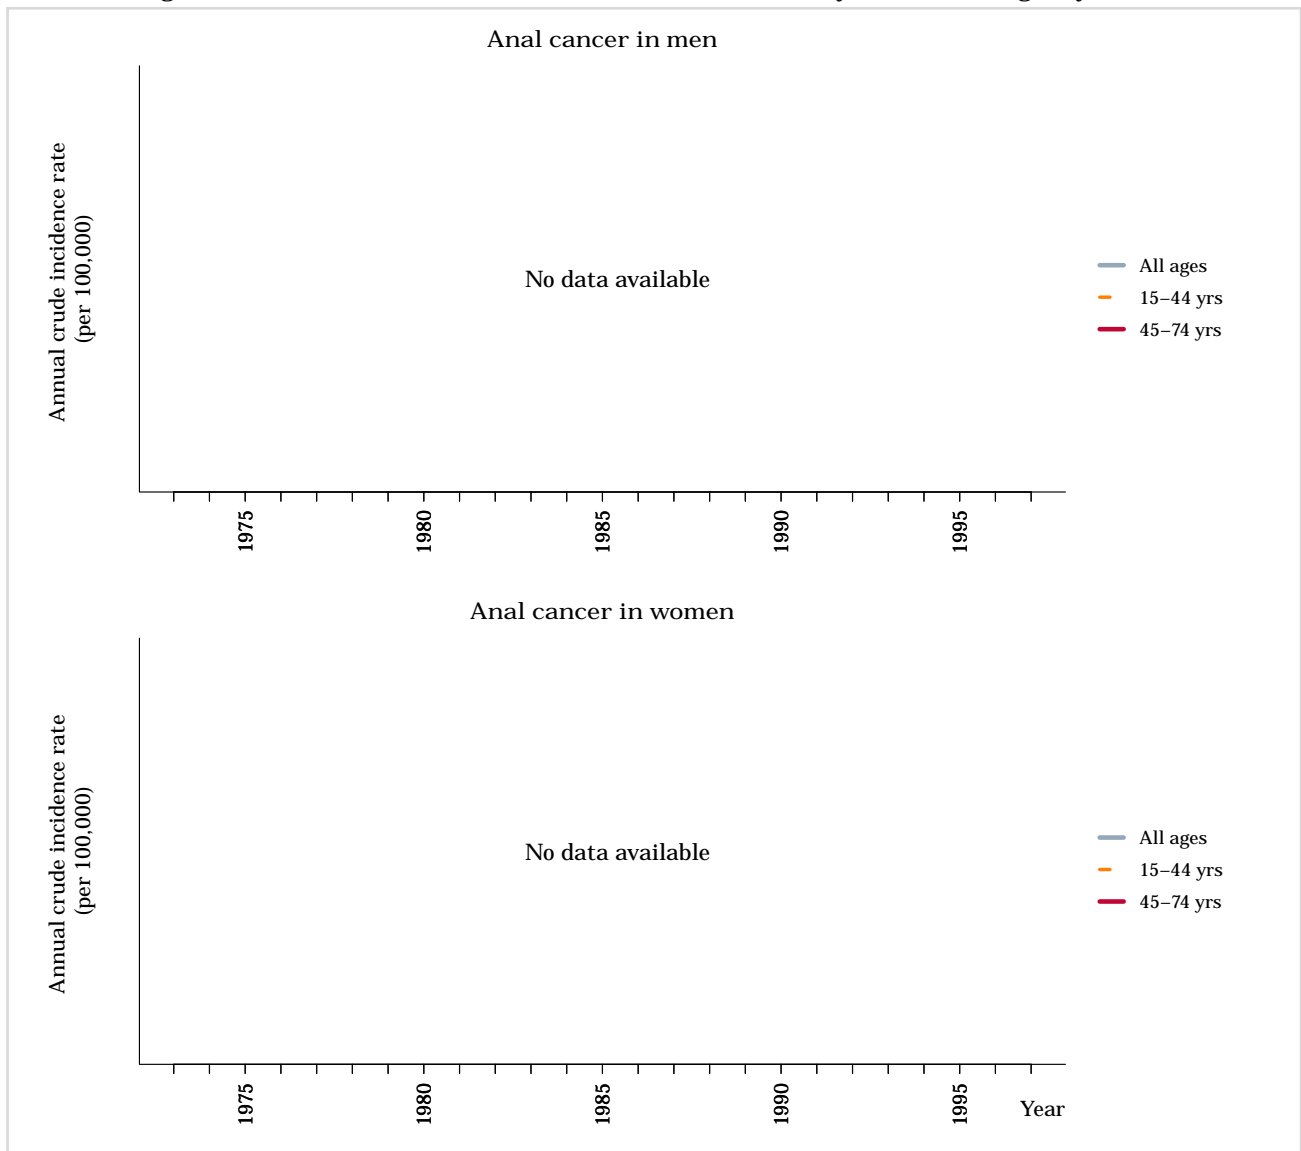 Anal cancer in men
Annual crude incidence rate
(per 100,000)
No data available
All ages
15–44 yrs
45–74 yrs
1975
1980
1985
1990
1995
Anal cancer in women
Annual crude incidence rate
(per 100,000)
No data available
All ages
15–44 yrs
45–74 yrs
1975
1980
1985
1990
1995
Year